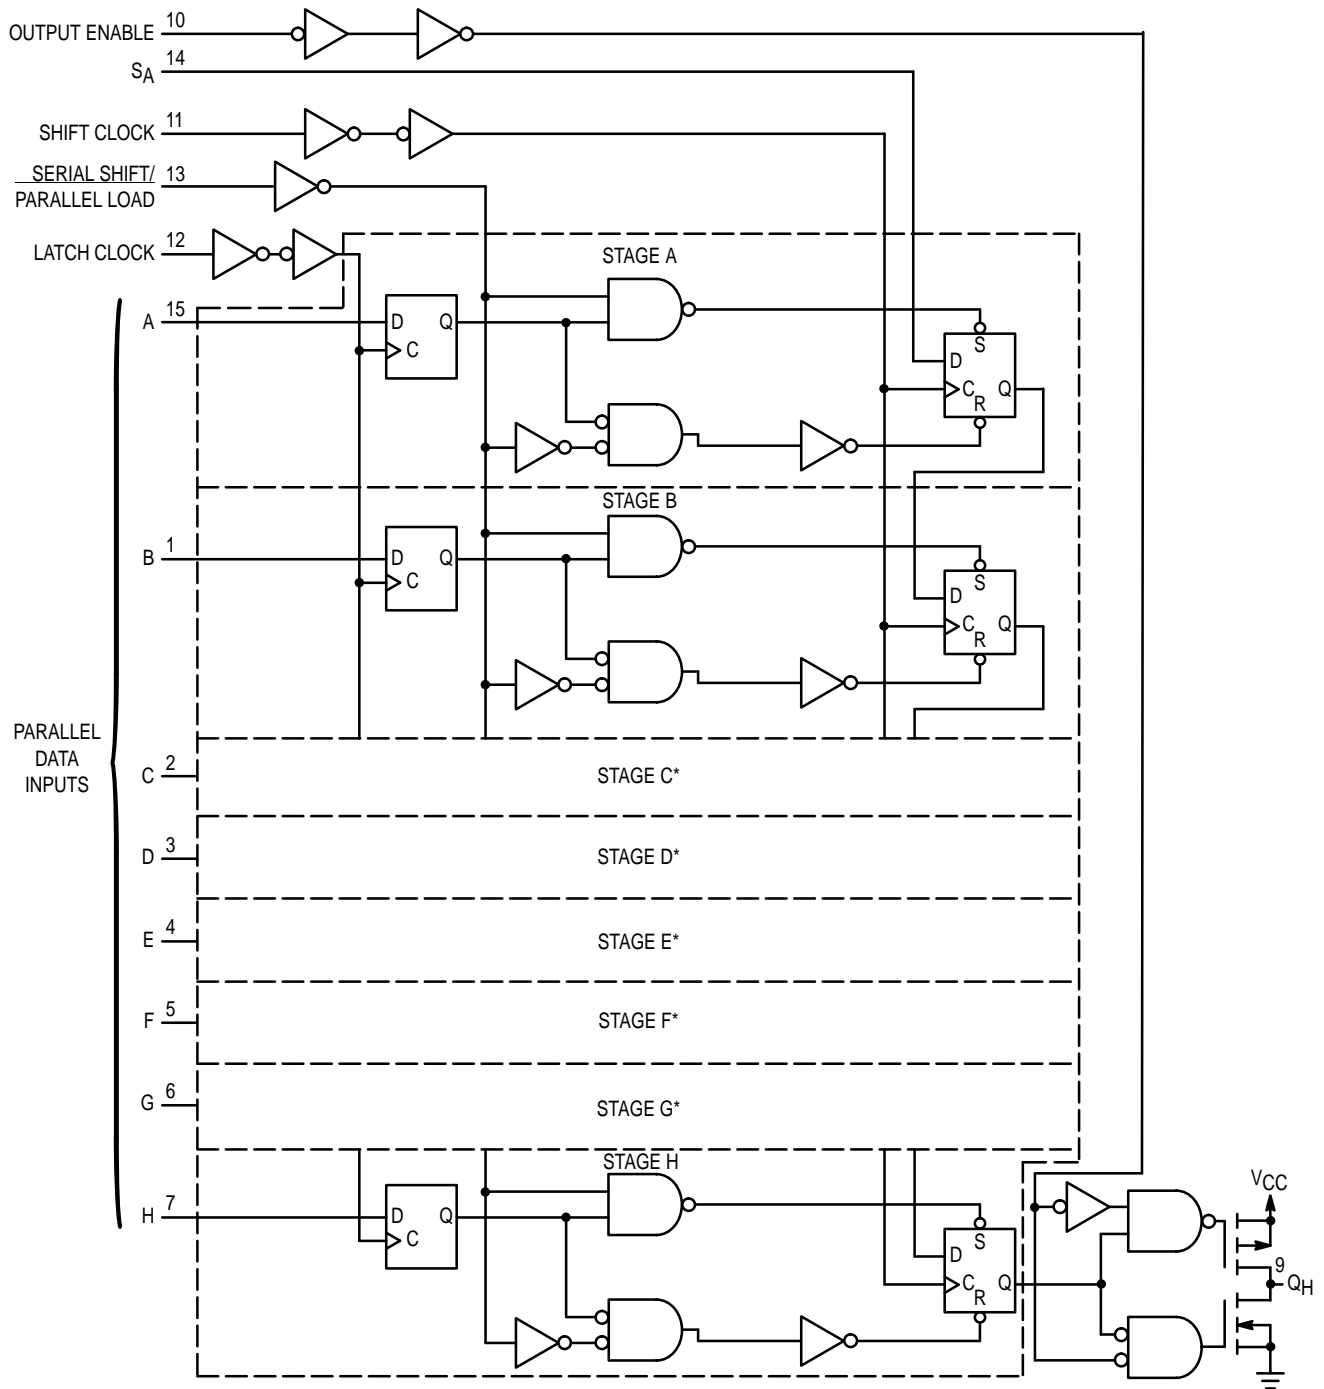 OUTPUT ENABLE 10
SA 14
SHIFT CLOCK 11
SERIAL SHIFT/ 13
PARALLEL LOAD
LATCH CLOCK 12
STAGE A
A 15
D Q
C
S
D
C Q
R
STAGE B
B 1
D Q
C
S
D
C Q
R
PARALLEL
DATA
INPUTS
C 2
STAGE C*
D 3
STAGE D*
E 4
STAGE E*
F 5
STAGE F*
G 6
STAGE G*
STAGE H
H 7
D Q
C
S
D
C Q
R
VCC
9
QH